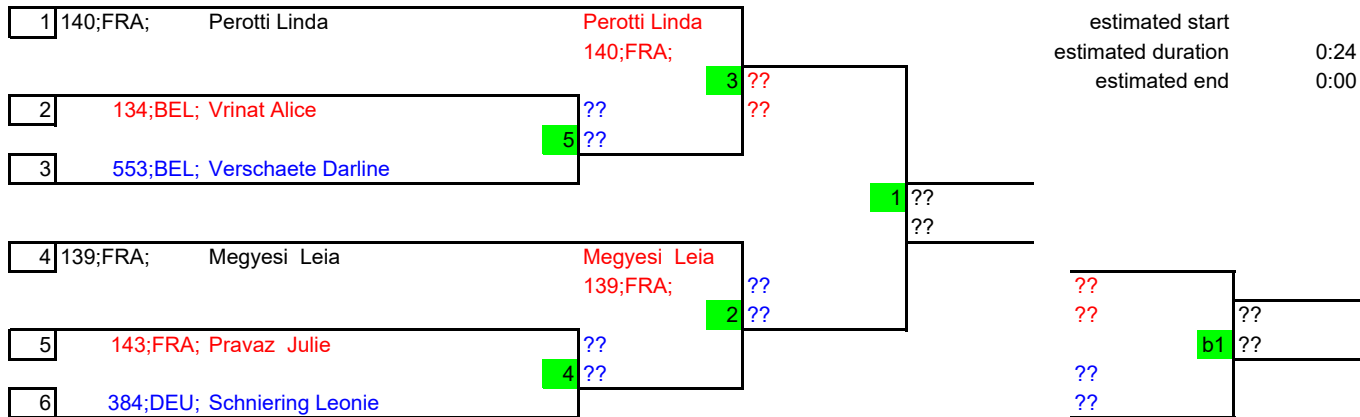 1 140;FRA; Perotti Linda Perotti Linda estimated start
140;FRA; estimated duration 0:24
3 ?? estimated end 0:00
2 134;BEL; Vrinat Alice ?? ??
5 ??
3 553;BEL; Verschaete Darline
1 ??
??
4 139;FRA; Megyesi Leia Megyesi Leia
139;FRA; ?? ??
2 ?? ?? ??
5 143;FRA; Pravaz Julie ?? b1 ??
4 ?? ??
6 384;DEU; Schniering Leonie ??